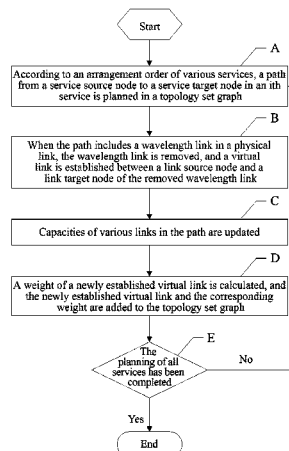 Start
A
According to an arrangement order of various services, a path
from a service source node to a service target node in an ith
service is planned in a topology set graph
B
When the path includes a wavelength link in a physical
link, the wavelength link is removed, and a virtual
link is established between a link source node and a
link target node of the removed wavelength link
C
Capacities of various links in the path are updated
D
A weight of a newly established virtual link is calculated, and
the newly established virtual link and the corresponding
weight are added to the topology set graph
E
The
planning of all
services has been
completed
No
Yes
End